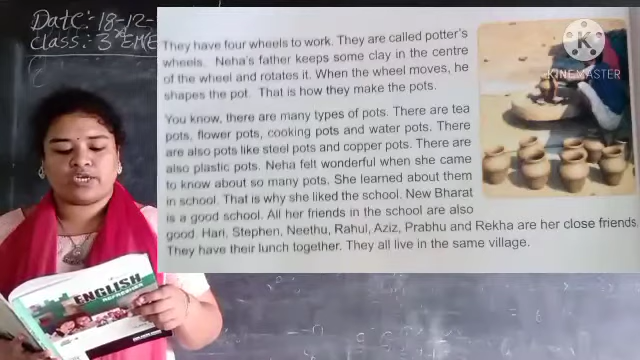 Date: 18-12-
Class: 3
They have four wheels to work. They are called potter's
wheels. Neha's father keeps some clay in the centre
of the wheel and rotates it. When the wheel moves, he
shapes the pot. That is how they make the pots.
You know, there are many types of pots. There are tea
pots, flower pots, cooking pots and water pots. There
are also pots like steel pots and copper pots. There are
also plastic pots. Neha felt wonderful when she came
to know about so many pots. She learned about them
in school. That is why she liked the school. New Bharat
is a good school. All her friends in the school are also
good. Hari, Stephen, Neethu, Rahul, Aziz, Prabhu and Rekha are her close friends.
They have their lunch together. They all live in the same village.
KINEMASTER
ENGLISH